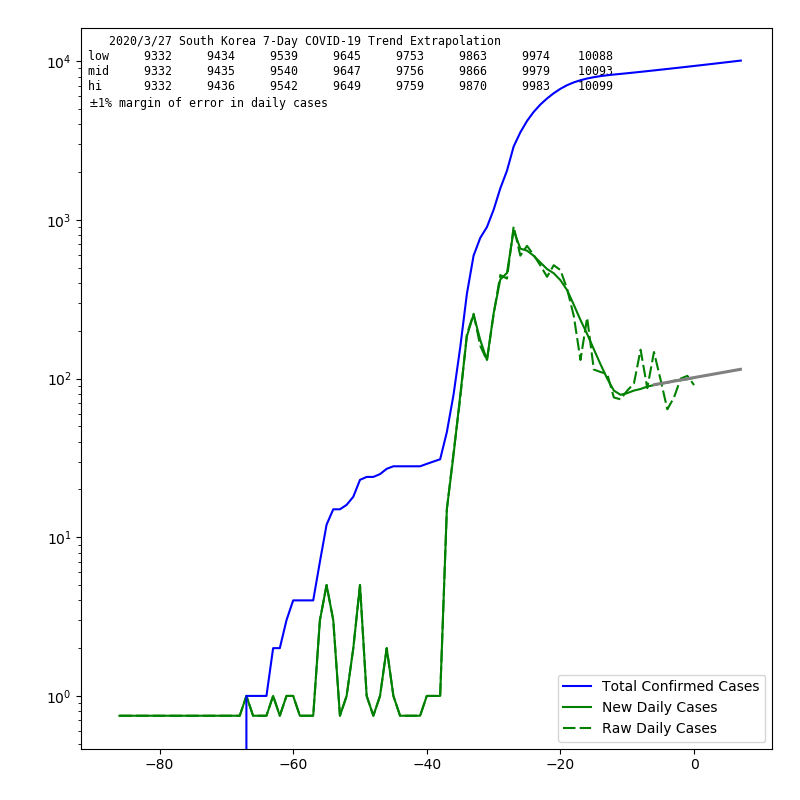 2020/3/27 South Korea 7-Day COVID-19 Trend Extrapolation
low 9332 9434 9539 9645 9753 9863 9974 10088
mid 9332 9435 9540 9647 9756 9866 9979 10093
hi 9332 9436 9542 9649 9759 9870 9983 10099
±1% margin of error in daily cases
10⁴
10³
10²
10¹
10⁰
Total Confirmed Cases
New Daily Cases
Raw Daily Cases
−80 −60 −40 −20 0